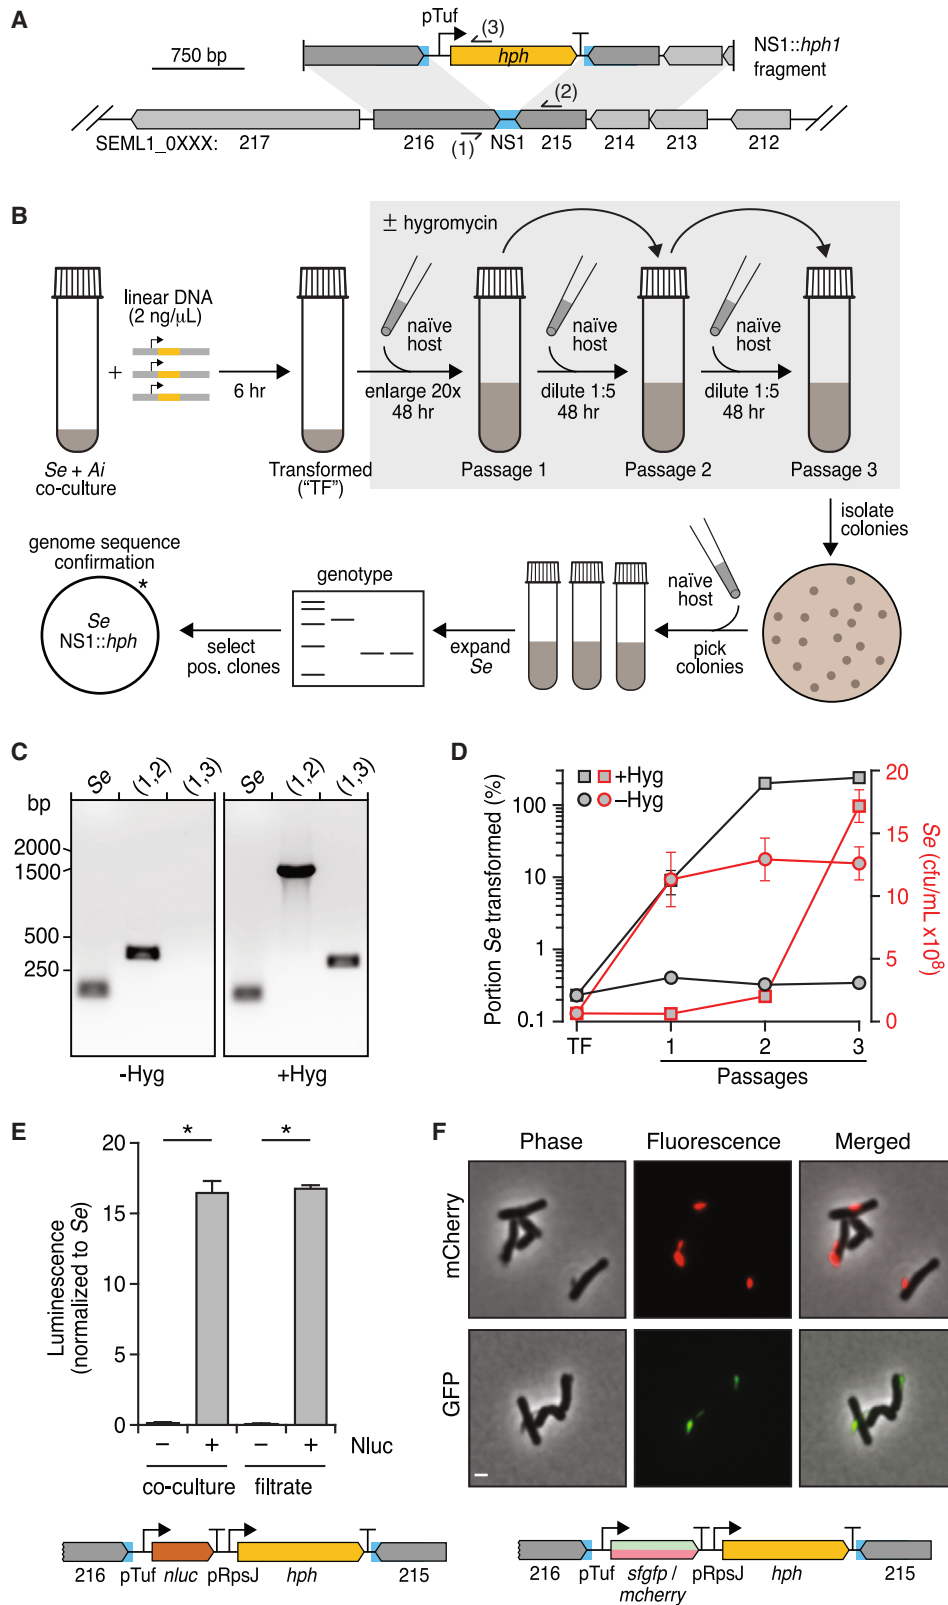 A
pTuf
(3)
750 bp
hph
NS1::hph1
fragment
(2)
SEML1_0XXX:
217
216
(1)
NS1
215
214
213
212
B
± hygromycin
linear DNA
(2 ng/µL)
naïve
host
naïve
host
naïve
host
+
6 hr
enlarge 20x
48 hr
dilute 1:5
48 hr
dilute 1:5
48 hr
Se + Ai
co-culture
Transformed
("TF")
Passage 1
Passage 2
Passage 3
isolate
colonies
genome sequence
confirmation
*
Se
NS1::hph
genotype
naïve
host
select
pos. clones
expand
Se
pick
colonies
C
Se
(1,2)
(1,3)
Se
(1,2)
(1,3)
bp
2000
1500
500
250
-Hyg
+Hyg
D
+Hyg
–Hyg
Portion Se transformed (%)
100
10
1
0.1
20
15
10
5
0
Se (cfu/mL x10⁸)
TF
1
2
3
Passages
E
*
*
Luminescence
(normalized to Se)
20
15
10
5
0
–
+
–
+
Nluc
co-culture
filtrate
216
pTuf
nluc
pRpsJ
hph
215
F
Phase
Fluorescence
Merged
mCherry
GFP
216
pTuf
sfgfp /
mcherry
pRpsJ
hph
215